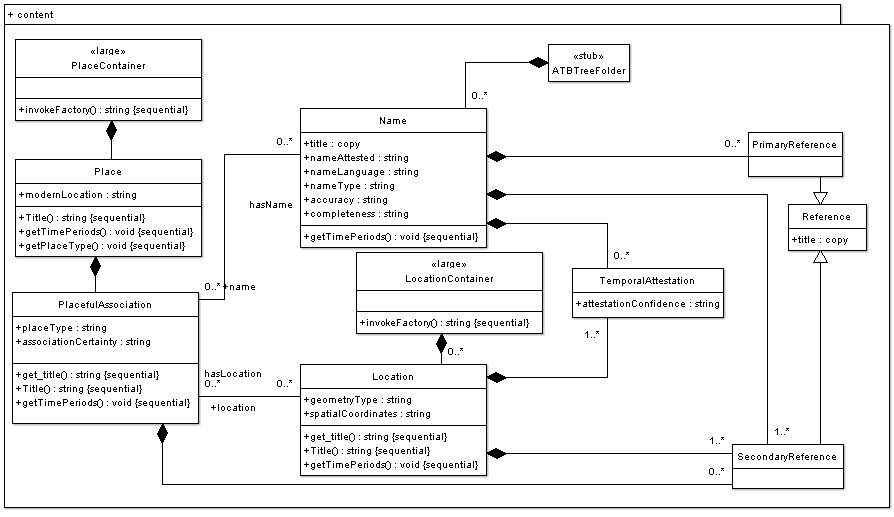 + content
«large»
PlaceContainer
+invokeFactory() : string {sequential}
«stub»
ATBTreeFolder
0..*
Name
+title : copy
+nameAttested : string
+nameLanguage : string
+nameType : string
+accuracy : string
+completeness : string
+getTimePeriods() : void {sequential}
0..*
hasName
0..*
+name
0..*
PrimaryReference
Reference
+title : copy
Place
+modernLocation : string
+Title() : string {sequential}
+getTimePeriods() : void {sequential}
+getPlaceType() : void {sequential}
«large»
LocationContainer
+invokeFactory() : string {sequential}
0..*
0..*
TemporalAttestation
+attestationConfidence : string
1..*
PlacefulAssociation
+placeType : string
+associationCertainty : string
+get_title() : string {sequential}
+Title() : string {sequential}
+getTimePeriods() : void {sequential}
hasLocation
0..*
0..*
+location
Location
+geometryType : string
+spatialCoordinates : string
+get_title() : string {sequential}
+Title() : string {sequential}
+getTimePeriods() : void {sequential}
1..*
1..*
0..*
SecondaryReference